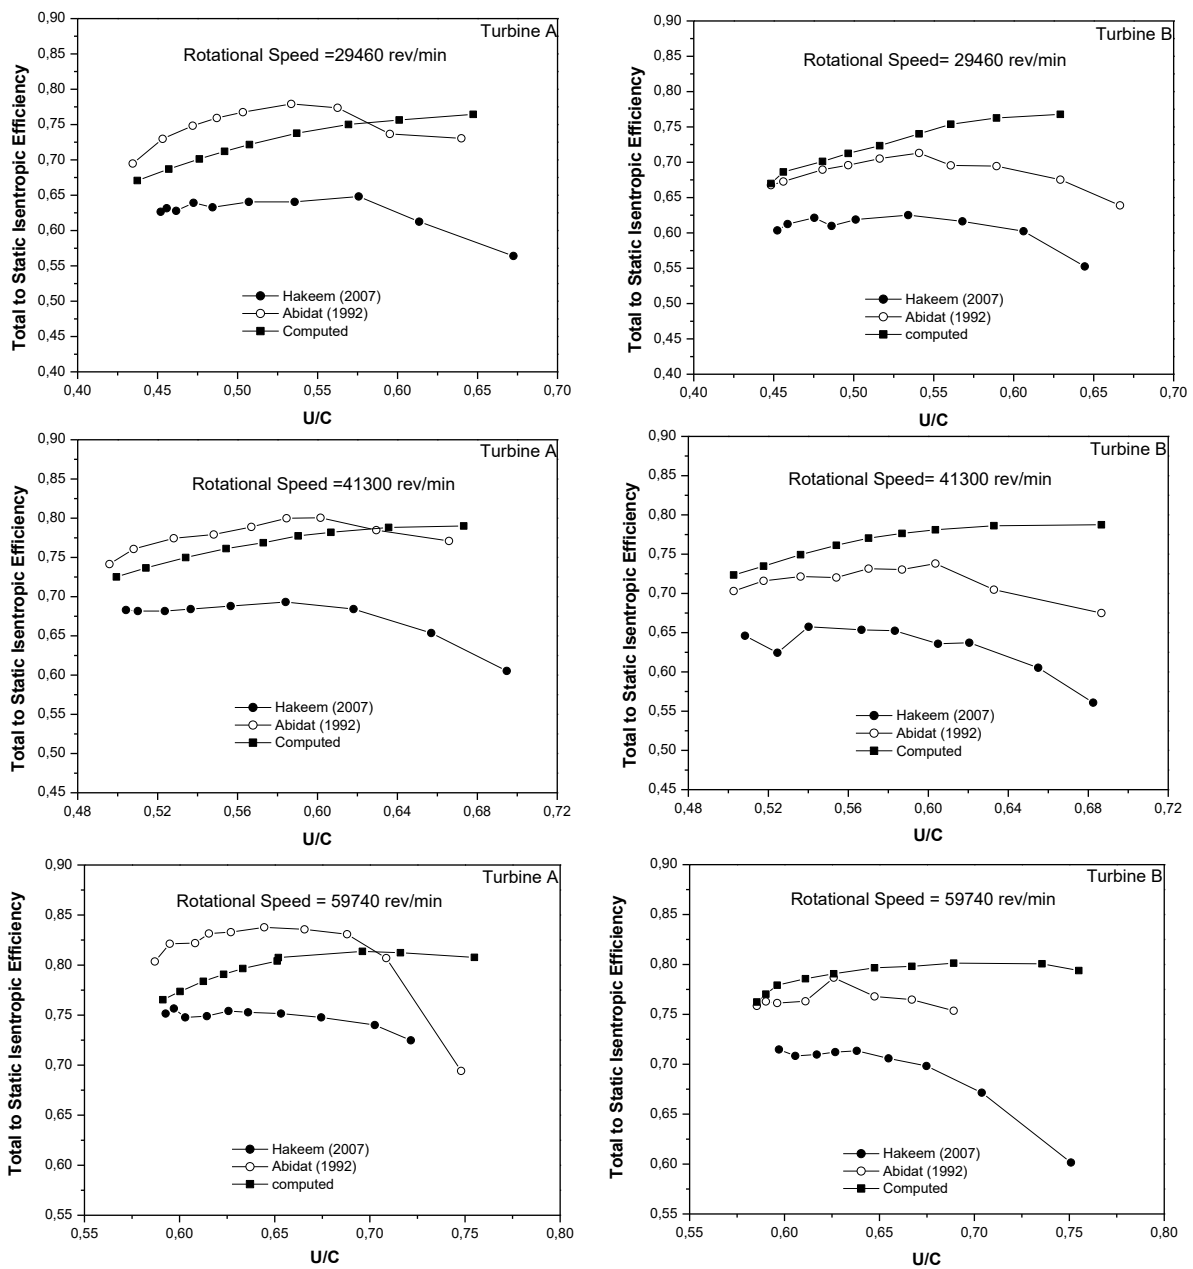 Turbine A
Rotational Speed =29460 rev/min
Total to Static Isentropic Efficiency
0,90
0,85
0,80
0,75
0,70
0,65
0,60
0,55
0,50
0,45
0,40
Hakeem (2007)
Abidat (1992)
Computed
0,40 0,45 0,50 0,55 0,60 0,65 0,70
U/C
Turbine B
Rotational Speed= 29460 rev/min
Total to Static Isentropic Efficiency
0,90
0,85
0,80
0,75
0,70
0,65
0,60
0,55
0,50
0,45
0,40
Hakeem (2007)
Abidat (1992)
computed
0,40 0,45 0,50 0,55 0,60 0,65 0,70
U/C
Turbine A
Rotational Speed =41300 rev/min
Total to Static Isentropic Efficiency
0,90
0,85
0,80
0,75
0,70
0,65
0,60
0,55
0,50
0,45
Hakeem (2007)
Abidat (1992)
Computed
0,48 0,52 0,56 0,60 0,64 0,68 0,72
U/C
Turbine B
Rotational Speed= 41300 rev/min
Total to Static Isentropic Efficiency
0,90
0,85
0,80
0,75
0,70
0,65
0,60
0,55
0,50
0,45
Hakeem (2007)
Abidat (1992)
Computed
0,48 0,52 0,56 0,60 0,64 0,68 0,72
U/C
Turbine A
Rotational Speed = 59740 rev/min
Total to Static Isentropic Efficiency
0,90
0,85
0,80
0,75
0,70
0,65
0,60
0,55
Hakeem (2007)
Abidat (1992)
computed
0,55 0,60 0,65 0,70 0,75 0,80
U/C
Turbine B
Rotational Speed = 59740 rev/min
Total to Static Isentropic Efficiency
0,90
0,85
0,80
0,75
0,70
0,65
0,60
0,55
Hakeem (2007)
Abidat (1992)
Computed
0,55 0,60 0,65 0,70 0,75 0,80
U/C